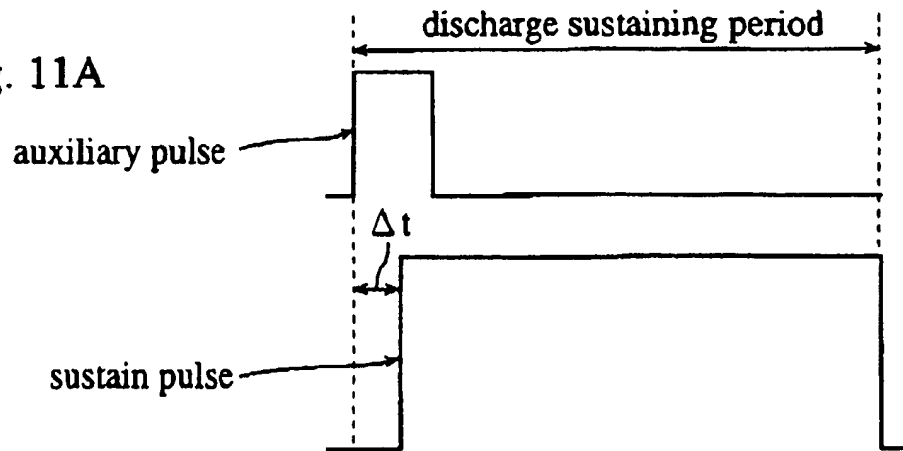 discharge sustaining period
. 11A
auxiliary pulse
Δt
sustain pulse